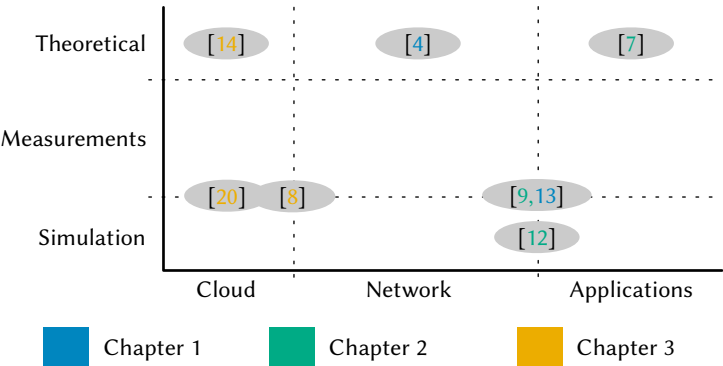 Theoretical [14] [4] [7]
Measurements
[20] [8] [9,13]
Simulation [12]
Cloud Network Applications
Chapter 1 Chapter 2 Chapter 3